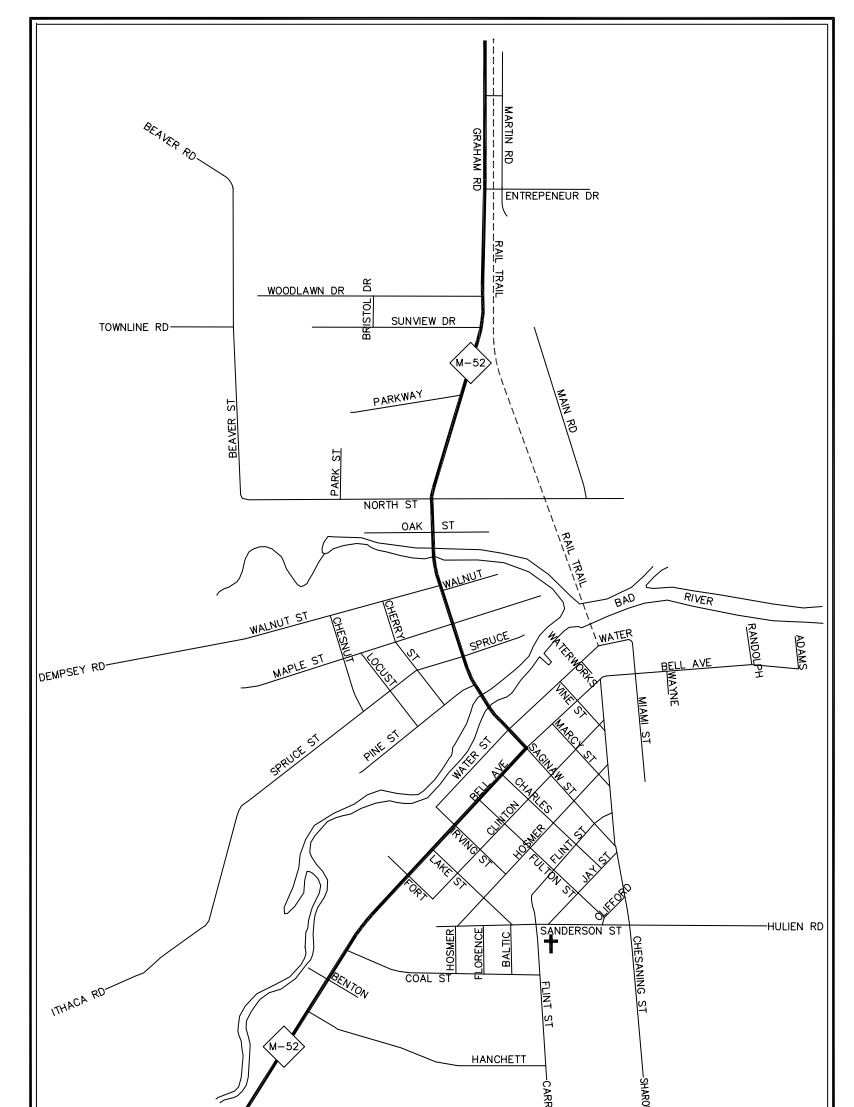 BEAVER RD
GRAHAM RD
MARTIN RD
ENTREPENEUR DR
RAIL TRAIL
WOODLAWN DR
BRISTOL DR
TOWNLINE RD
SUNVIEW DR
M-52
PARKWAY
MAIN RD
BEAVER ST
PARK ST
NORTH ST
OAK ST
RAIL TRAIL
WALNUT
BAD RIVER
WALNUT ST
CHESNUIT
CHERRY ST
SPRUCE
WATERWORKS
WATER
RANDOLPH
ADAMS
DEMPSEY RD
MAPLE ST
LOCUST
BELL AVE
WAYNE
VINE ST
MIAMI ST
SPRUCE ST
PINE ST
WATER ST
MARCY ST
SAGINAW ST
BELL AVE
CHARLES
CLINTON
IRVING ST
HOSMER
FLINT ST
LAKE ST
FULTON ST
JAY ST
FORT
CLIFFORD
SANDERSON ST
HULIEN RD
HOSMER
FLORENCE
BALTIC
CHESANING ST
COAL ST
BENTON
ITHACA RD
FLINT ST
M-52
HANCHETT
CARR
SHARO